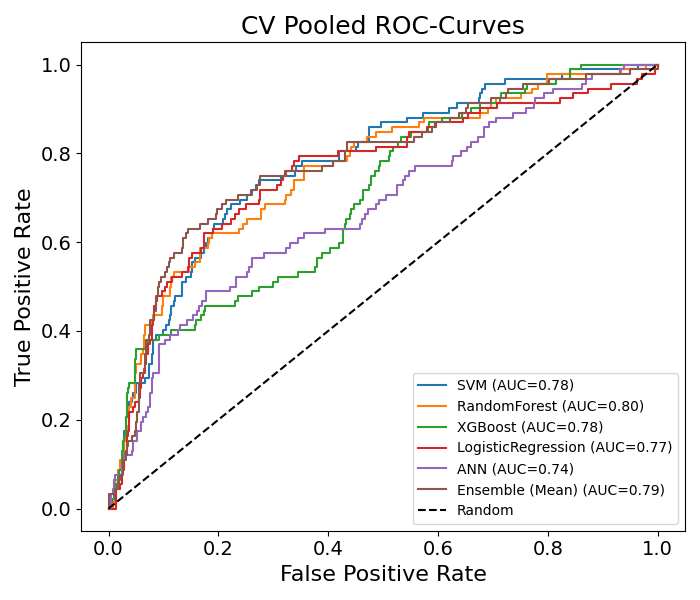 CV Pooled ROC-Curves
True Positive Rate
1.0
0.8
0.6
0.4
0.2
0.0
SVM (AUC=0.78)
RandomForest (AUC=0.80)
XGBoost (AUC=0.78)
LogisticRegression (AUC=0.77)
ANN (AUC=0.74)
Ensemble (Mean) (AUC=0.79)
Random
0.0 0.2 0.4 0.6 0.8 1.0
False Positive Rate